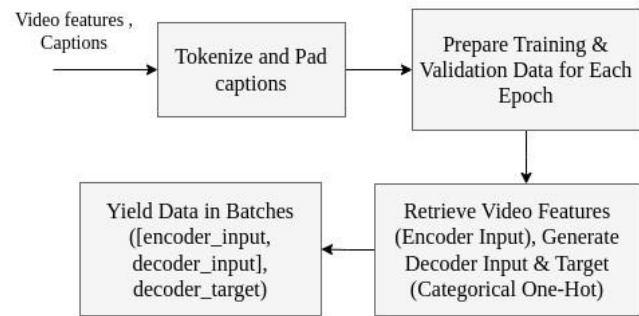 Video features ,
Captions
Tokenize and Pad
captions
Prepare Training &
Validation Data for Each
Epoch
Retrieve Video Features
(Encoder Input), Generate
Decoder Input & Target
(Categorical One-Hot)
Yield Data in Batches
([encoder_input,
decoder_input],
decoder_target)